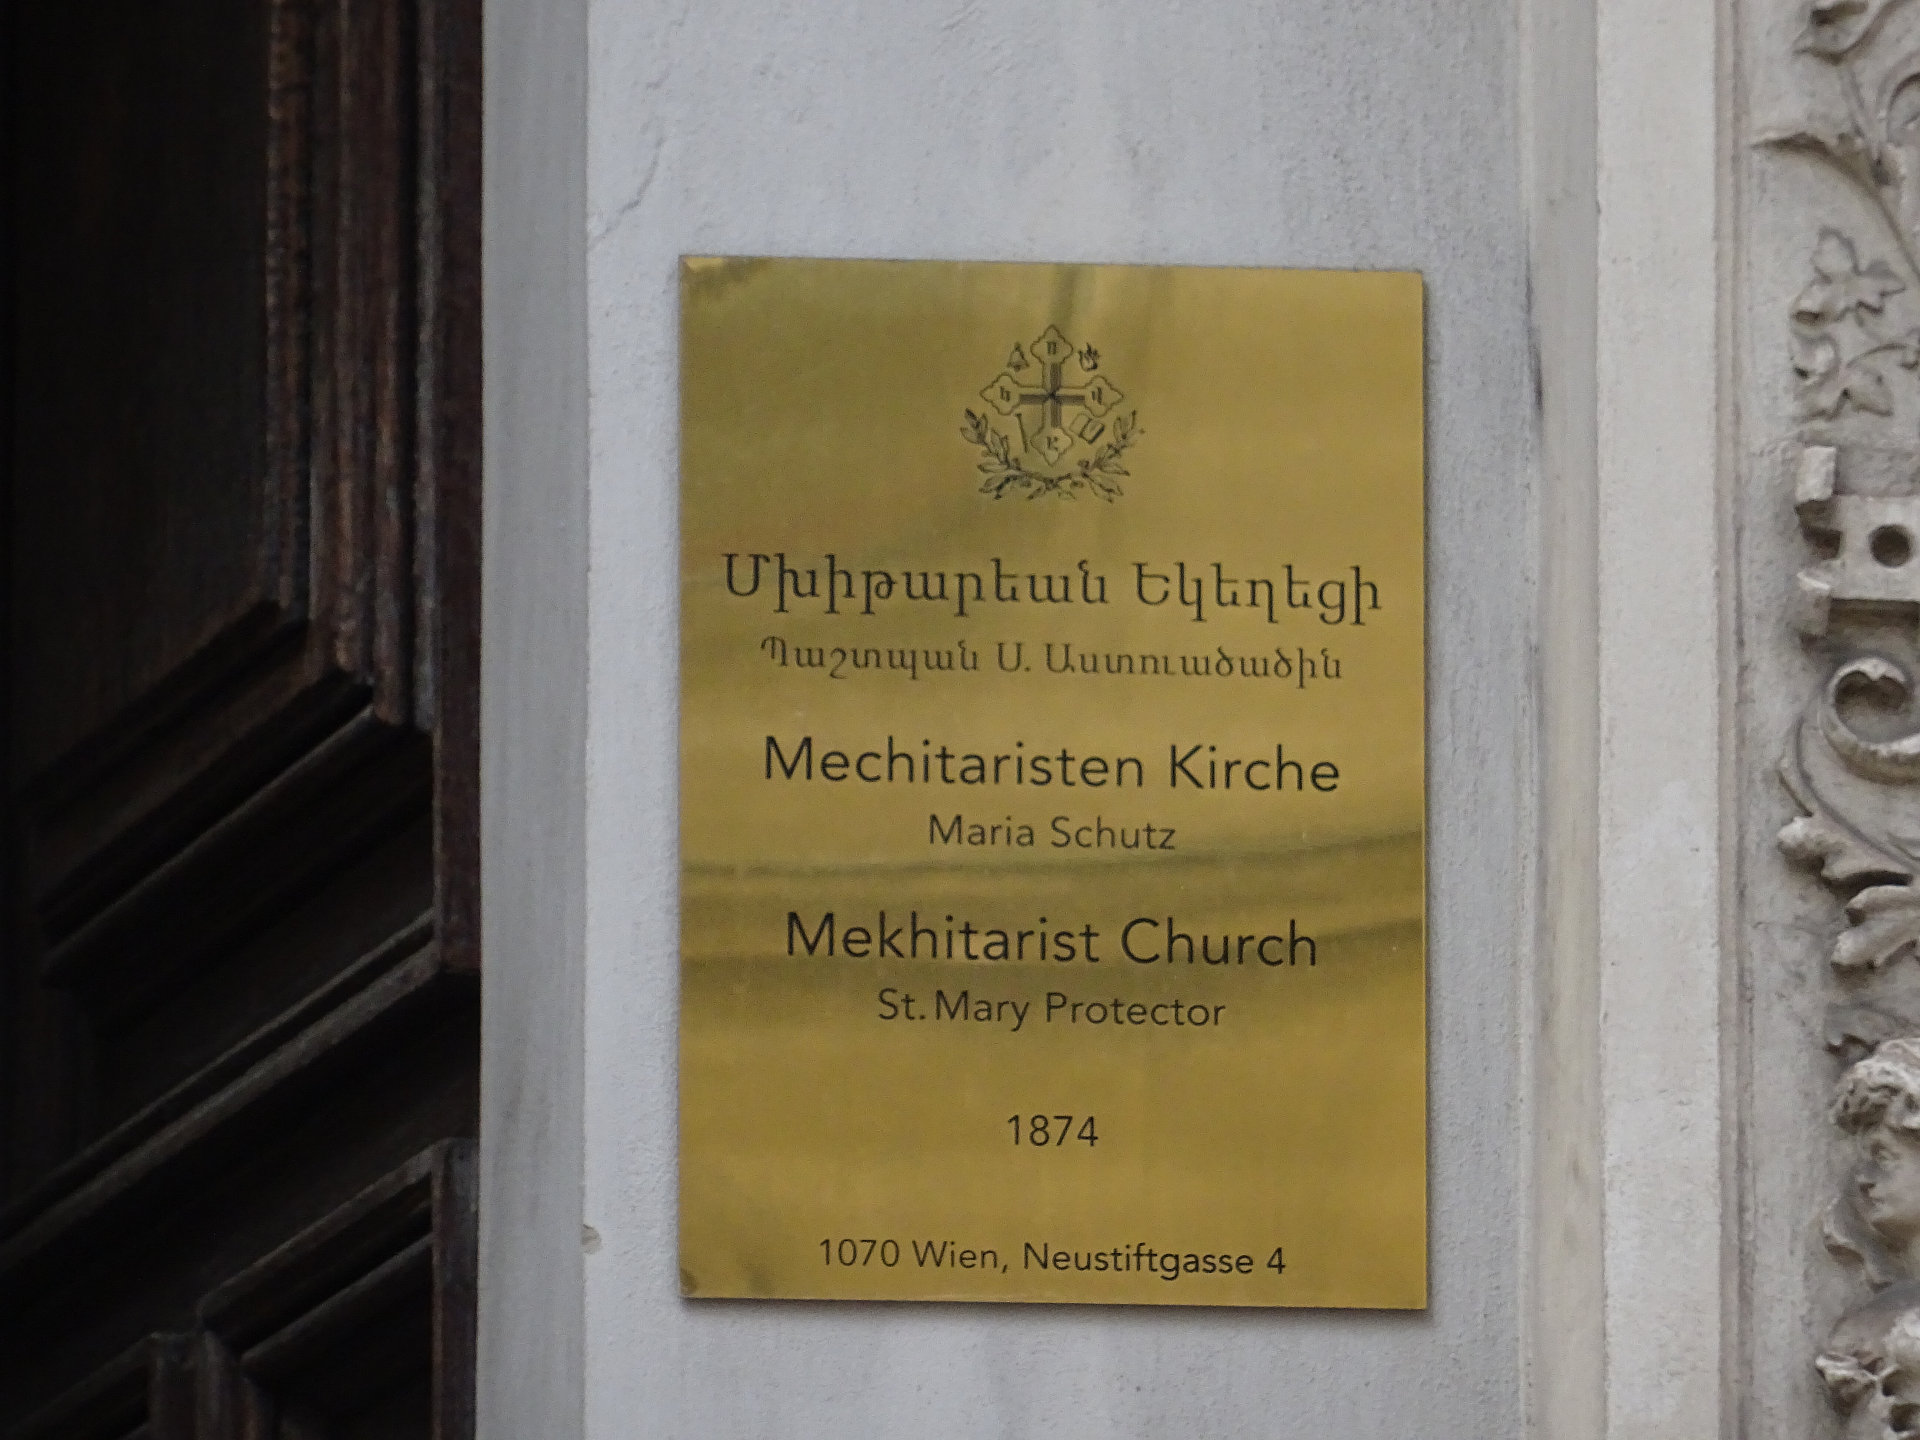 Ո
Ի Վ
Է
Մխիթարեան Եկեղեցի
Պաշտպան Ս. Աստուածածին
Mechitaristen Kirche
Maria Schutz
Mekhitarist Church
St. Mary Protector
1874
1070 Wien, Neustiftgasse 4